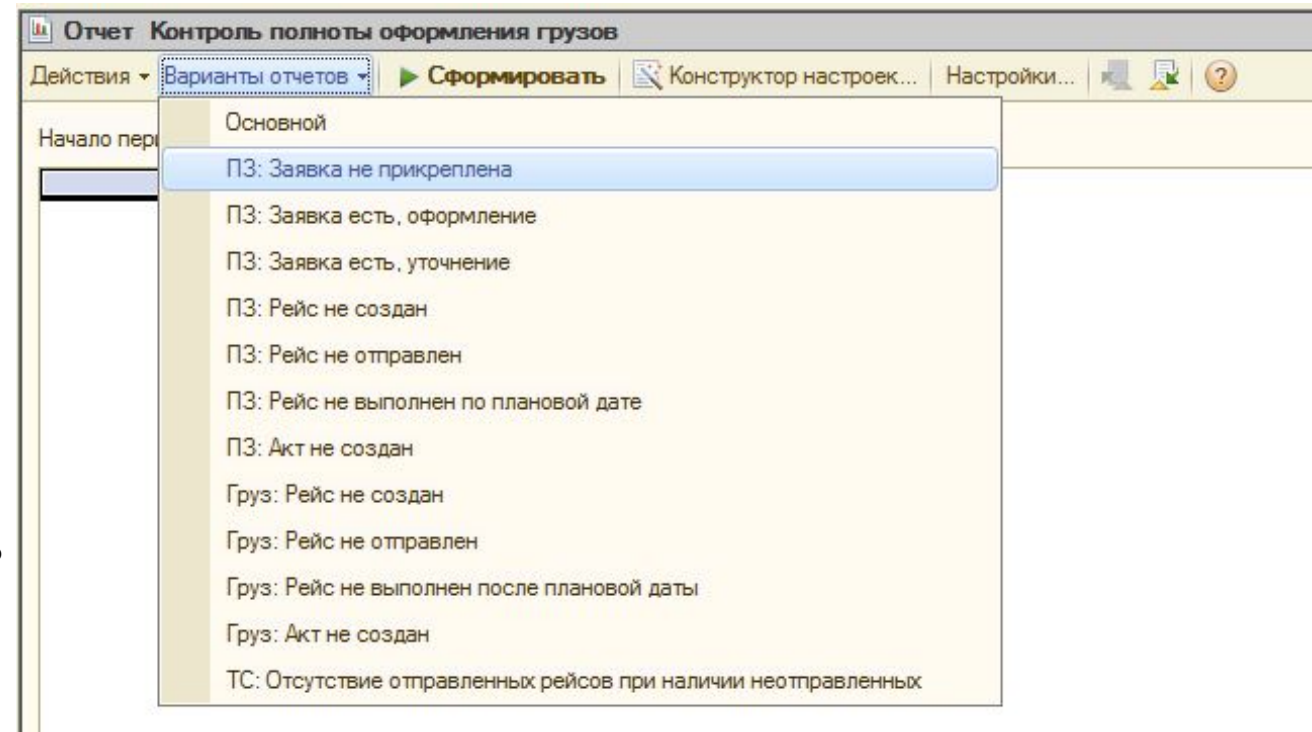 Отчет Контроль полноты оформления грузов
Действия Варианты отчетов Сформировать Конструктор настроек... Настройки... ?
Начало пери
Основной
ПЗ: Заявка не прикреплена
ПЗ: Заявка есть, оформление
ПЗ: Заявка есть, уточнение
ПЗ: Рейс не создан
ПЗ: Рейс не отправлен
ПЗ: Рейс не выполнен по плановой дате
ПЗ: Акт не создан
Груз: Рейс не создан
Груз: Рейс не отправлен
Груз: Рейс не выполнен после плановой даты
Груз: Акт не создан
ТС: Отсутствие отправленных рейсов при наличии неотправленных